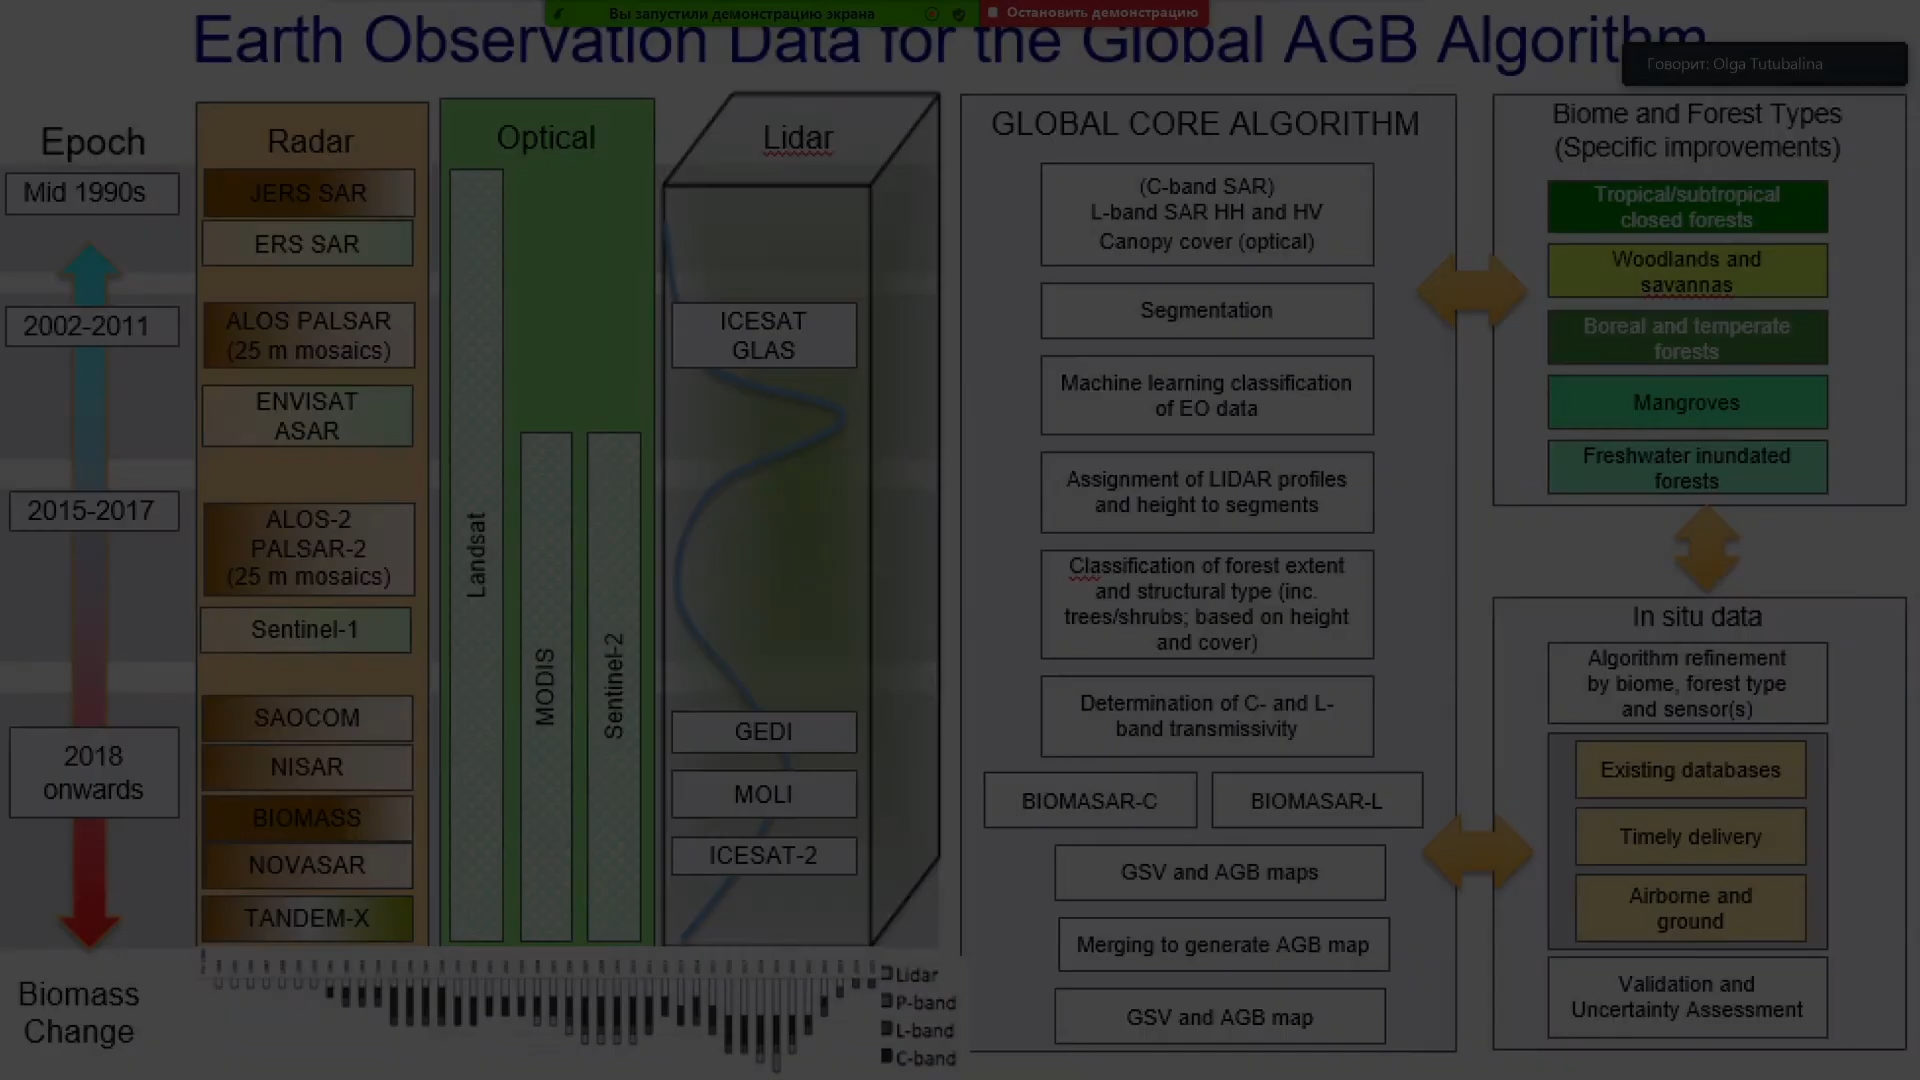 Вы запустили демонстрацию экрана
Остановить демонстрацию
Earth Observation Data for the Global AGB Algorithm
Говорит: Olga Tutubalina
Epoch
Mid 1990s
2002-2011
2015-2017
2018
onwards
Biomass
Change
Radar
JERS SAR
ERS SAR
ALOS PALSAR
(25 m mosaics)
ENVISAT
ASAR
ALOS-2
PALSAR-2
(25 m mosaics)
Sentinel-1
SAOCOM
NISAR
BIOMASS
NOVASAR
TANDEM-X
Optical
Landsat
MODIS
Sentinel-2
Lidar
ICESAT
GLAS
GEDI
MOLI
ICESAT-2
Lidar
P-band
L-band
C-band
GLOBAL CORE ALGORITHM
(C-band SAR)
L-band SAR HH and HV
Canopy cover (optical)
Segmentation
Machine learning classification
of EO data
Assignment of LIDAR profiles
and height to segments
Classification of forest extent
and structural type (inc.
trees/shrubs; based on height
and cover)
Determination of C- and L-
band transmissivity
BIOMASAR-C
BIOMASAR-L
GSV and AGB maps
Merging to generate AGB map
GSV and AGB map
Biome and Forest Types
(Specific improvements)
Tropical/subtropical
closed forests
Woodlands and
savannas
Boreal and temperate
forests
Mangroves
Freshwater inundated
forests
In situ data
Algorithm refinement
by biome, forest type
and sensor(s)
Existing databases
Timely delivery
Airborne and
ground
Validation and
Uncertainty Assessment